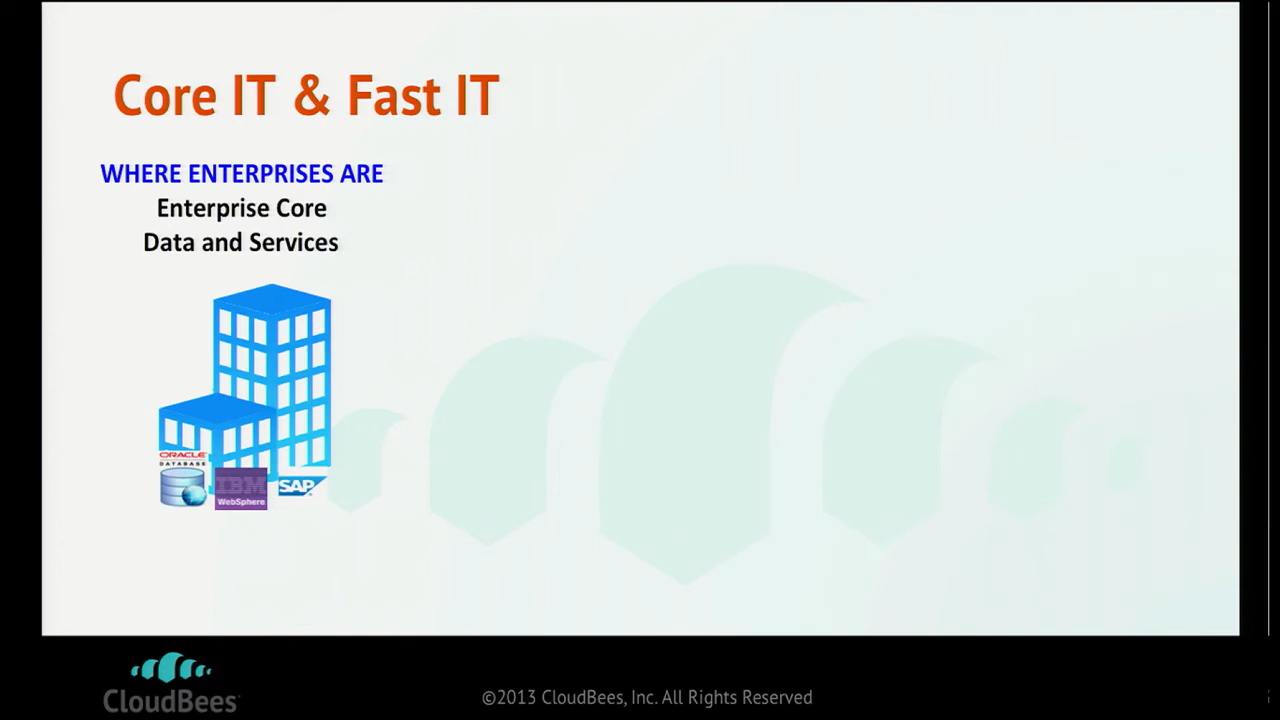 Core IT & Fast IT
WHERE ENTERPRISES ARE
Enterprise Core
Data and Services
ORACLE
DATABASE
IBM
WebSphere
SAP
CloudBees
©2013 CloudBees, Inc. All Rights Reserved